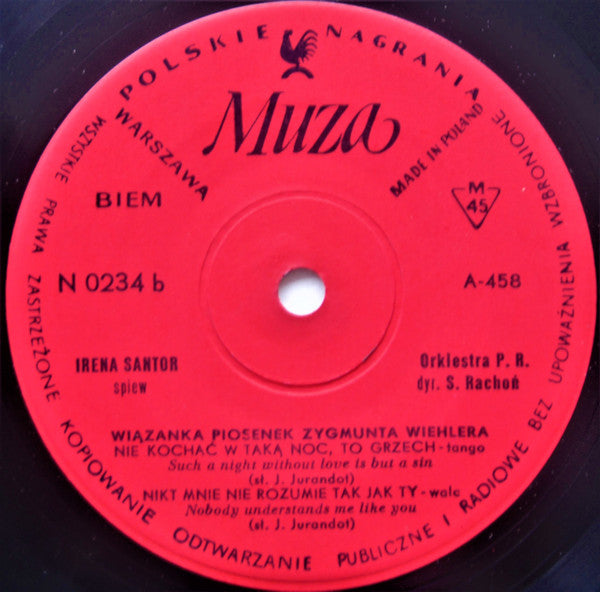 POLSKIE NAGRANIA
Muza
WARSZAWA
MADE IN POLAND
BIEM
M
45
N 0234 b
A-458
IRENA SANTOR
śpiew
Orkiestra P. R.
dyr. S. Rachoń
WIĄZANKA PIOSENEK ZYGMUNTA WIEHLERA
NIE KOCHAĆ W TAKĄ NOC, TO GRZECH - tango
Such a night without love is but a sin
(sł. J. Jurandot)
NIKT MNIE NIE ROZUMIE TAK JAK TY - walc
Nobody understands me like you
(sł. J. Jurandot)
WSZYSTKIE PRAWA ZASTRZEŻONE KOPIOWANIE ODTWARZANIE PUBLICZNE I RADIOWE BEZ UPOWAŻNIENIA WZBRONIONE